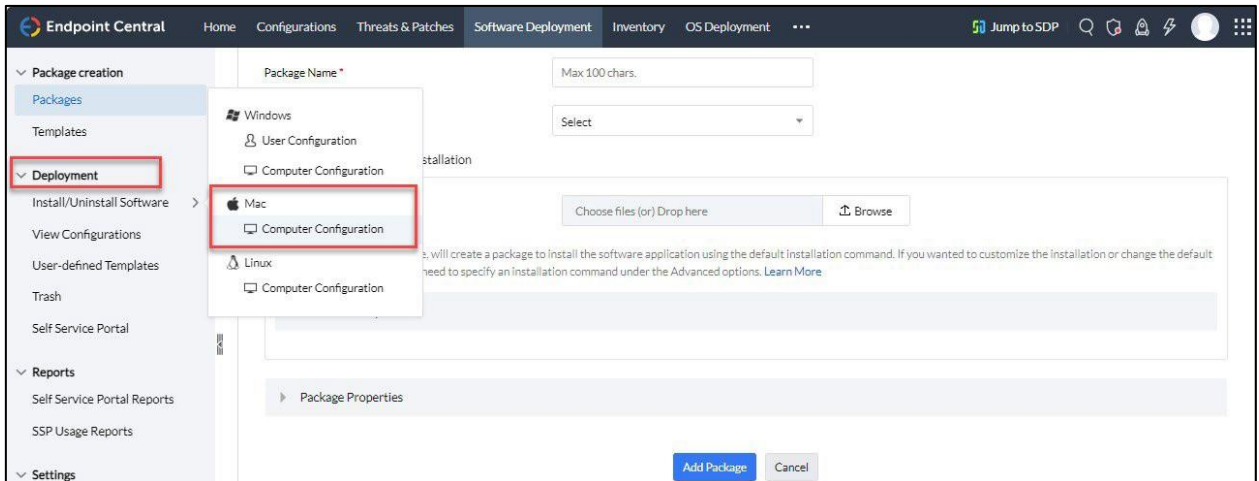 Endpoint Central Home Configurations Threats & Patches Software Deployment Inventory OS Deployment ... Jump to SDP
Package creation
Packages
Templates
Deployment
Install/Uninstall Software
View Configurations
User-defined Templates
Trash
Self Service Portal
Reports
Self Service Portal Reports
SSP Usage Reports
Settings
Windows
User Configuration
Computer Configuration
Mac
Computer Configuration
Linux
Computer Configuration
Package Name *
Max 100 chars.
Select
stallation
Choose files (or) Drop here
Browse
, will create a package to install the software application using the default installation command. If you wanted to customize the installation or change the default
need to specify an installation command under the Advanced options. Learn More
Package Properties
Add Package Cancel